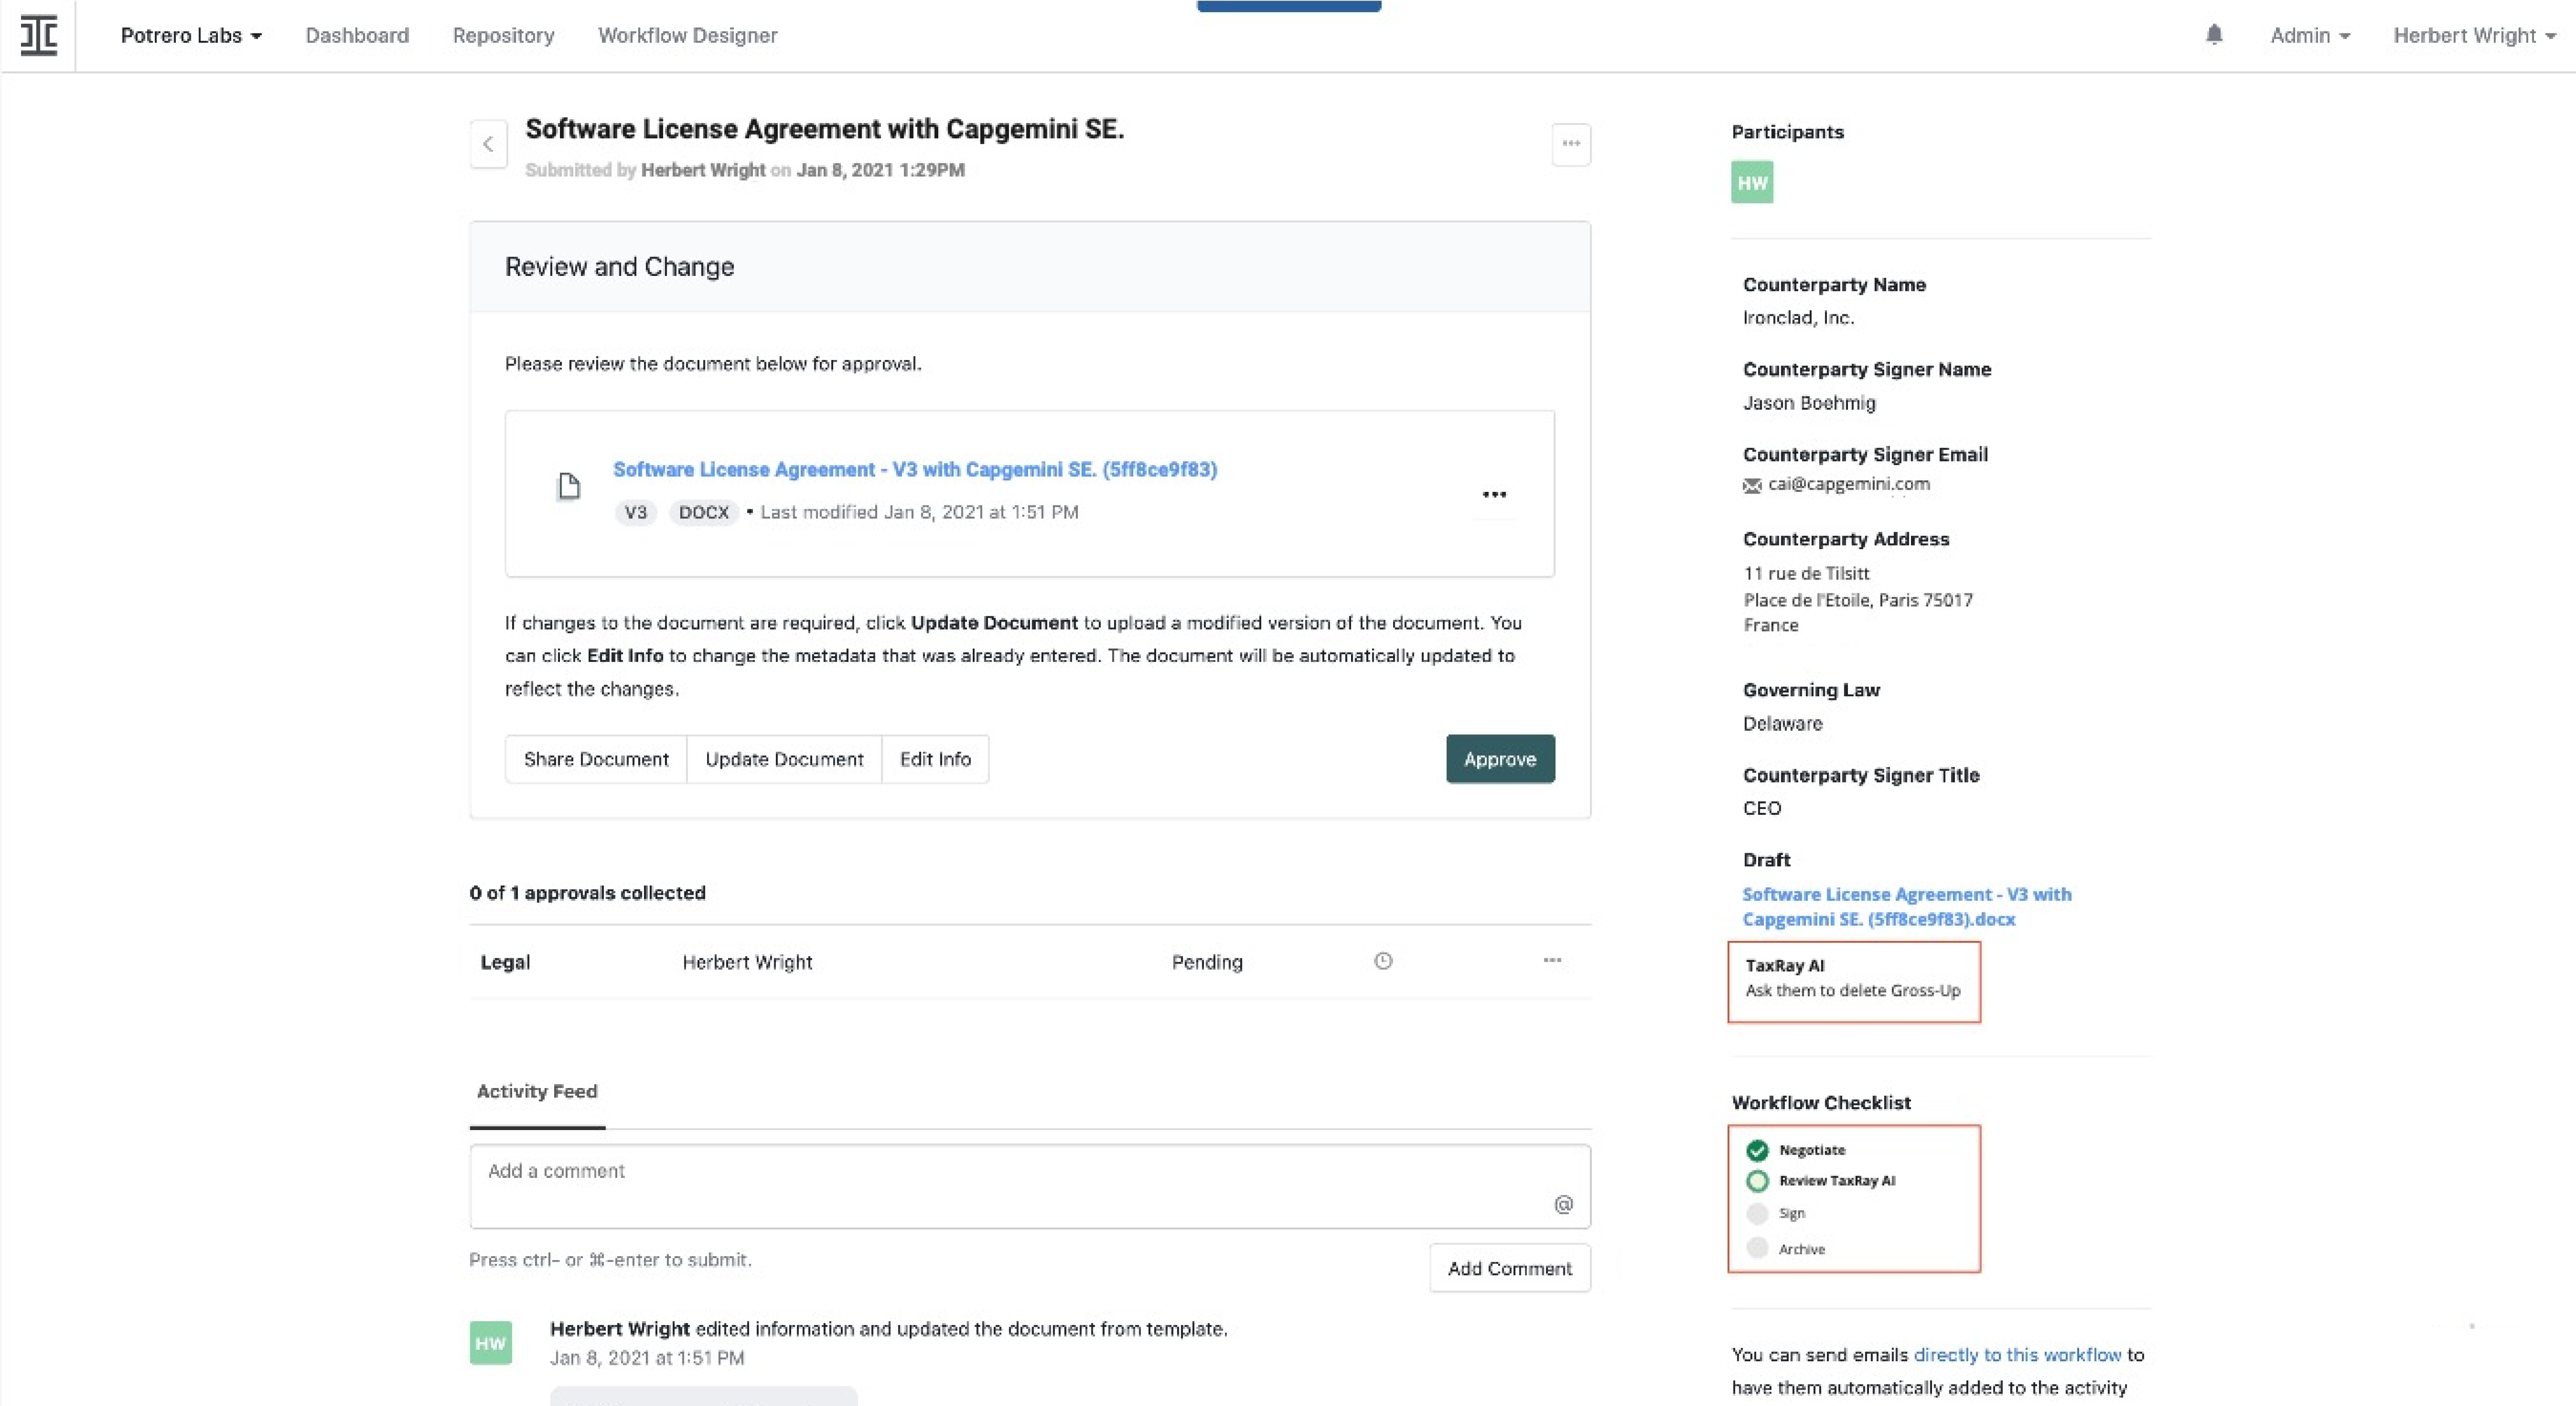 Potrero Labs Dashboard Repository Workflow Designer Admin Herbert Wright
Software License Agreement with Capgemini SE.
Submitted by Herbert Wright on Jan 8, 2021 1:29PM
Review and Change
Please review the document below for approval.
Software License Agreement - V3 with Capgemini SE. (5ff8ce9f83)
V3 DOCX • Last modified Jan 8, 2021 at 1:51 PM
If changes to the document are required, click Update Document to upload a modified version of the document. You
can click Edit Info to change the metadata that was already entered. The document will be automatically updated to
reflect the changes.
Share Document Update Document Edit Info Approve
0 of 1 approvals collected
Legal Herbert Wright Pending
Activity Feed
Add a comment
@
Press ctrl- or ⌘-enter to submit.
Add Comment
HW
Herbert Wright edited information and updated the document from template.
Jan 8, 2021 at 1:51 PM
Participants
HW
Counterparty Name
Ironclad, Inc.
Counterparty Signer Name
Jason Boehmig
Counterparty Signer Email
cai@capgemini.com
Counterparty Address
11 rue de Tilsitt
Place de l'Etoile, Paris 75017
France
Governing Law
Delaware
Counterparty Signer Title
CEO
Draft
Software License Agreement - V3 with
Capgemini SE. (5ff8ce9f83).docx
TaxRay AI
Ask them to delete Gross-Up
Workflow Checklist
Negotiate
Review TaxRay AI
Sign
Archive
You can send emails directly to this workflow to
have them automatically added to the activity